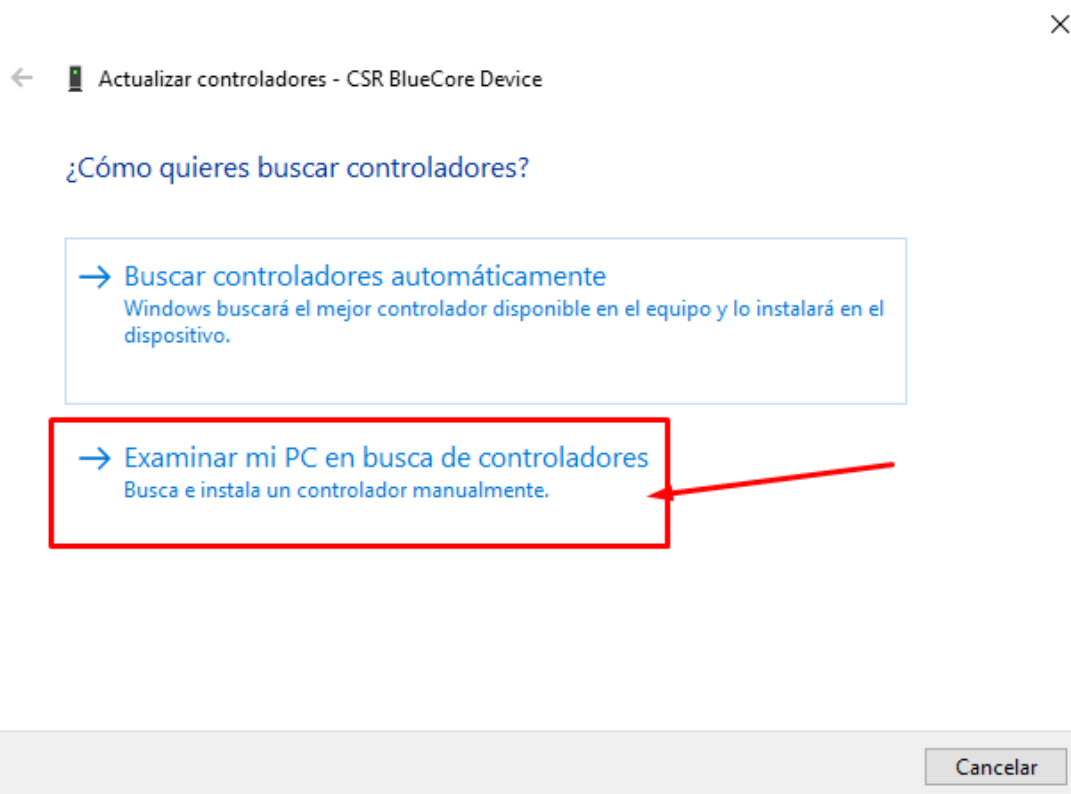 Actualizar controladores - CSR BlueCore Device
¿Cómo quieres buscar controladores?
Buscar controladores automáticamente
Windows buscará el mejor controlador disponible en el equipo y lo instalará en el
dispositivo.
Examinar mi PC en busca de controladores
Busca e instala un controlador manualmente.
Cancelar